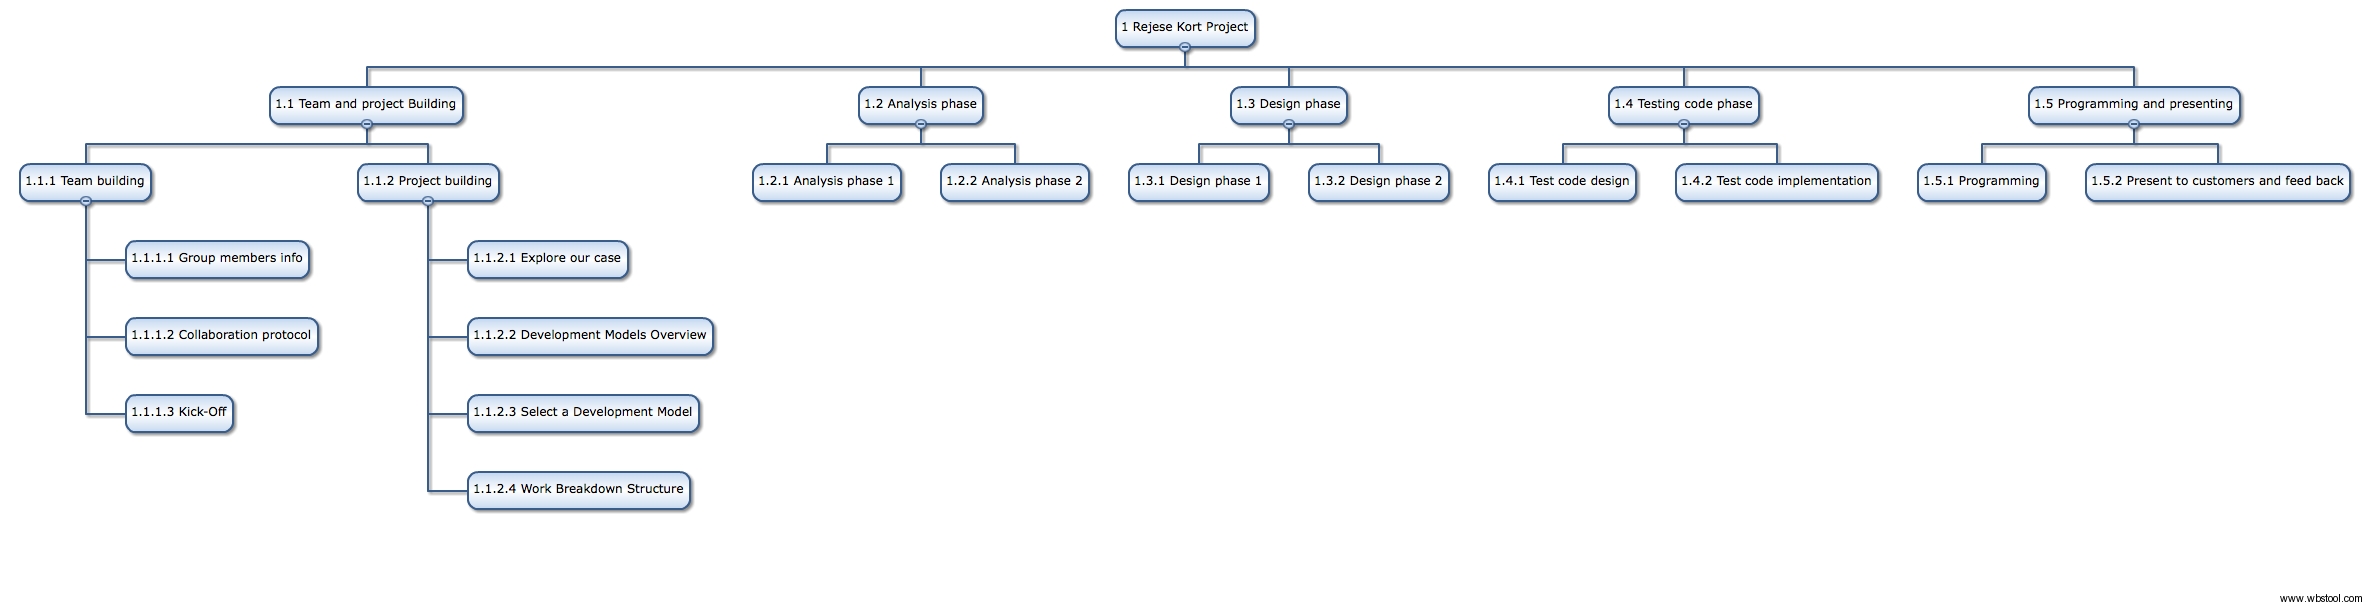 1 Rejese Kort Project
1.1 Team and project Building
1.2 Analysis phase
1.3 Design phase
1.4 Testing code phase
1.5 Programming and presenting
1.1.1 Team building
1.1.2 Project building
1.2.1 Analysis phase 1
1.2.2 Analysis phase 2
1.3.1 Design phase 1
1.3.2 Design phase 2
1.4.1 Test code design
1.4.2 Test code implementation
1.5.1 Programming
1.5.2 Present to customers and feed back
1.1.1.1 Group members info
1.1.2.1 Explore our case
1.1.1.2 Collaboration protocol
1.1.2.2 Development Models Overview
1.1.1.3 Kick-Off
1.1.2.3 Select a Development Model
1.1.2.4 Work Breakdown Structure
www.wbstool.com